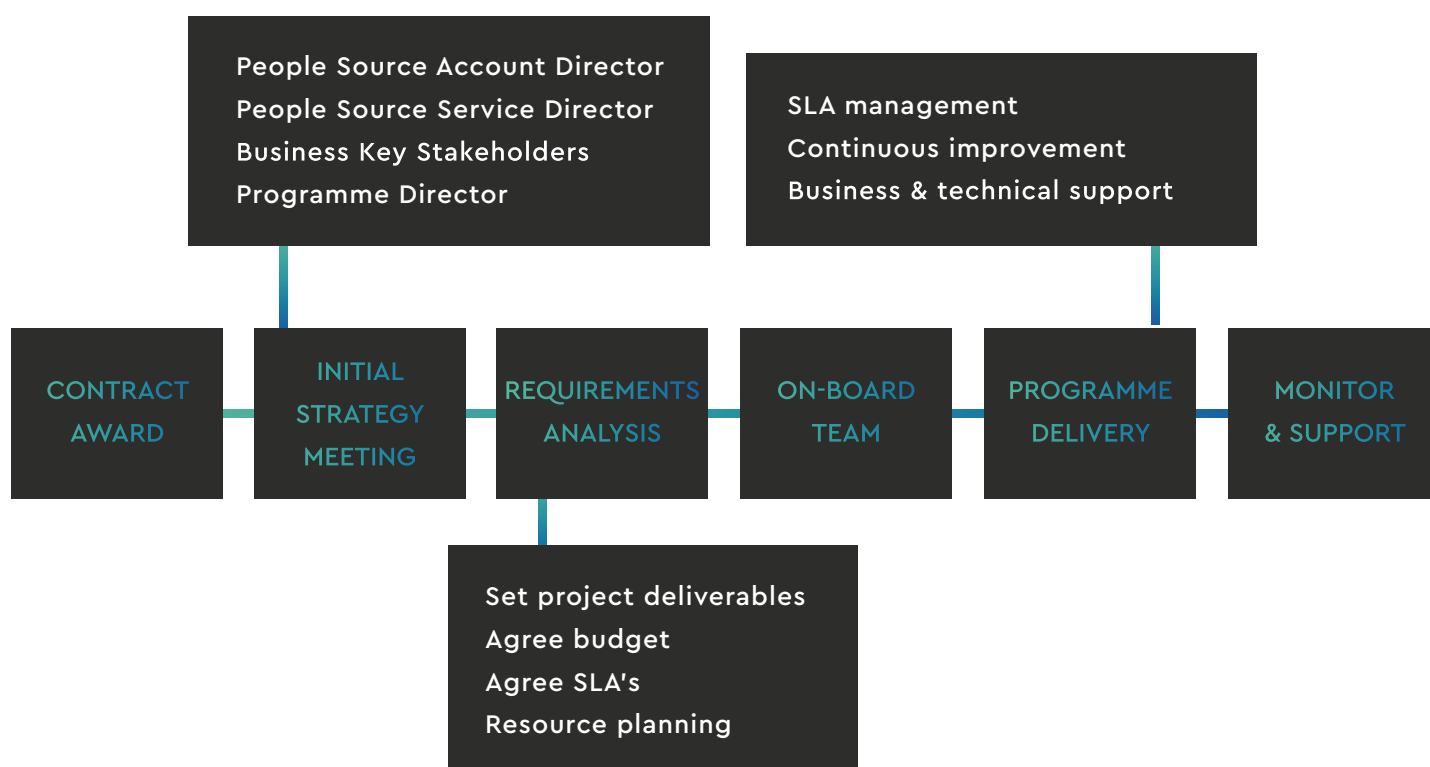 People Source Account Director
People Source Service Director
Business Key Stakeholders
Programme Director
SLA management
Continuous improvement
Business & technical support
CONTRACT
AWARD
INITIAL
STRATEGY
MEETING
REQUIREMENTS
ANALYSIS
ON-BOARD
TEAM
PROGRAMME
DELIVERY
MONITOR
& SUPPORT
Set project deliverables
Agree budget
Agree SLA's
Resource planning